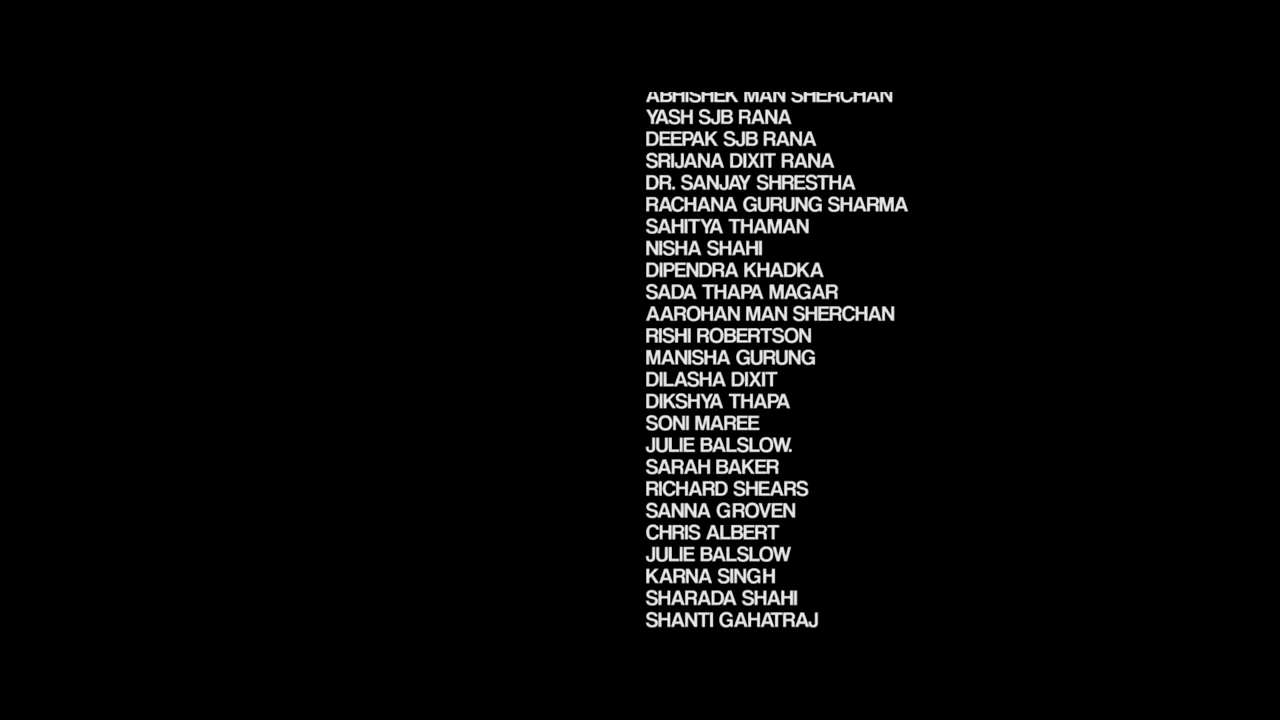 ABHISHEK MAN SHERCHAN
YASH SJB RANA
DEEPAK SJB RANA
SRIJANA DIXIT RANA
DR. SANJAY SHRESTHA
RACHANA GURUNG SHARMA
SAHITYA THAMAN
NISHA SHAHI
DIPENDRA KHADKA
SADA THAPA MAGAR
AAROHAN MAN SHERCHAN
RISHI ROBERTSON
MANISHA GURUNG
DILASHA DIXIT
DIKSHYA THAPA
SONI MAREE
JULIE BALSLOW.
SARAH BAKER
RICHARD SHEARS
SANNA GROVEN
CHRIS ALBERT
JULIE BALSLOW
KARNA SINGH
SHARADA SHAHI
SHANTI GAHATRAJ